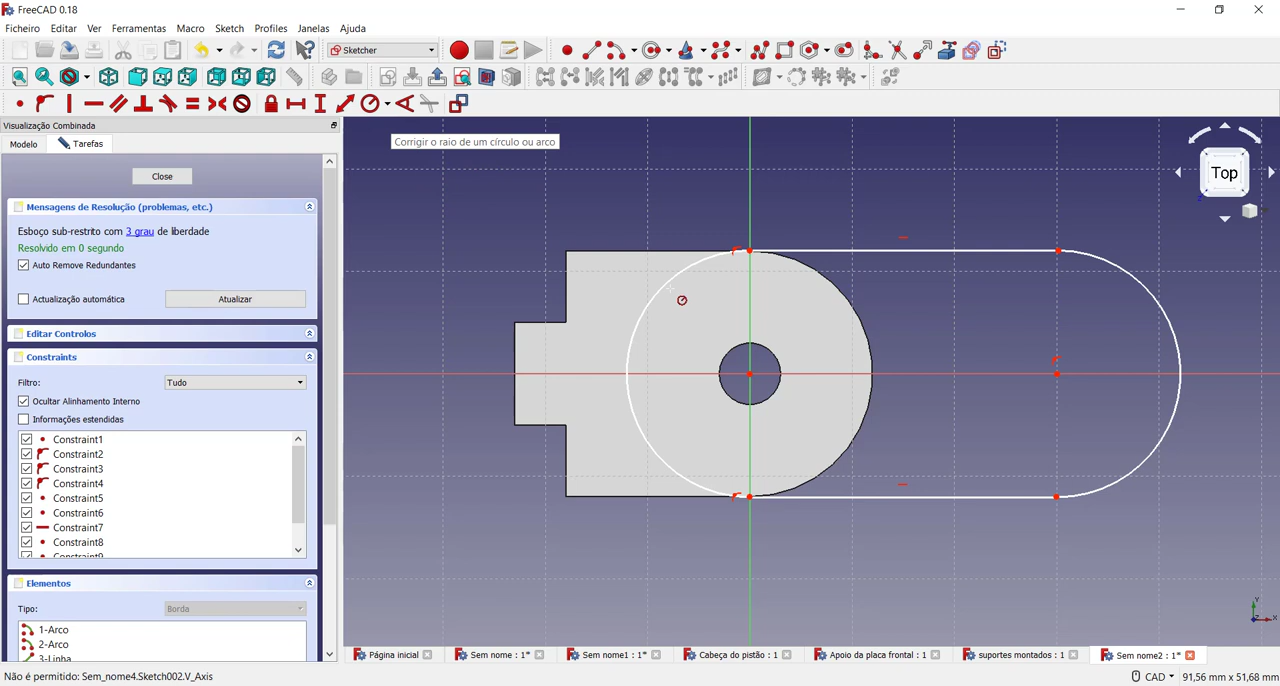 FreeCAD 0.18
Ficheiro Editar Ver Ferramentas Macro Sketch Profiles Janelas Ajuda
Sketcher
Visualização Combinada
Modelo Tarefas
Corrigir o raio de um círculo ou arco
Top
Close
Mensagens de Resolução (problemas, etc.)
Esboço sub-restrito com 3 grau de liberdade
Resolvido em 0 segundo
Auto Remove Redundantes
Actualização automática Atualizar
Editar Controlos
Constraints
Filtro: Tudo
Ocultar Alinhamento Interno
Informações estendidas
Constraint1
Constraint2
Constraint3
Constraint4
Constraint5
Constraint6
Constraint7
Constraint8
Constraint9
Elementos
Tipo: Borda
1-Arco
2-Arco
3-Linha
Y
Z X
Página inicial Sem nome : 1* Sem nome1 : 1* Cabeça do pistão : 1 Apoio da placa frontal : 1 suportes montados : 1 Sem nome2 : 1*
Não é permitido: Sem_nome4.Sketch002.V_Axis CAD 91,56 mm x 51,68 mm